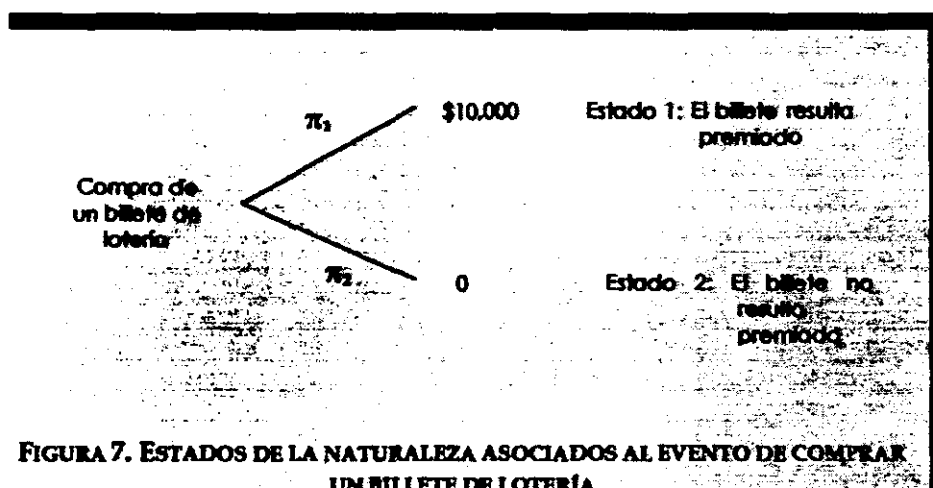 π₁
$10,000
Estado 1: El billete resulta
premiado
Compra de
un billete de
lotería
π₂
0
Estado 2: El billete no
resulta
premiado
FIGURA 7. ESTADOS DE LA NATURALEZA ASOCIADOS AL EVENTO DE COMPRAR
UN BILLETE DE LOTERÍA